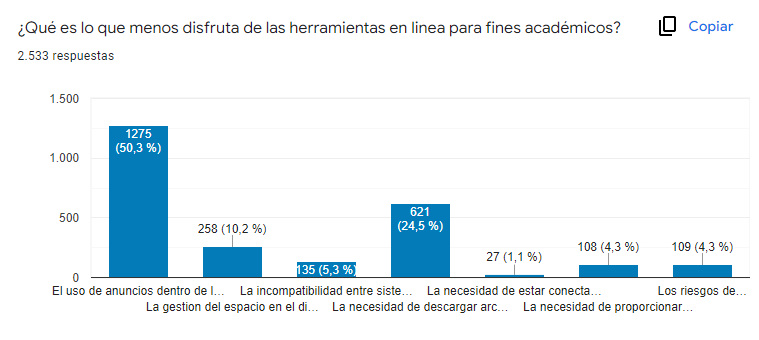 ¿Qué es lo que menos disfruta de las herramientas en linea para fines académicos?
Copiar
2.533 respuestas
1.500
1.000
500
0
1275
(50,3 %)
258 (10,2 %)
135 (5,3 %)
621
(24,5 %)
27 (1,1 %)
108 (4,3 %)
109 (4,3 %)
El uso de anuncios dentro de l…
La gestion del espacio en el di…
La incompatibilidad entre siste…
La necesidad de descargar arc…
La necesidad de estar conecta…
La necesidad de proporcionar…
Los riesgos de…